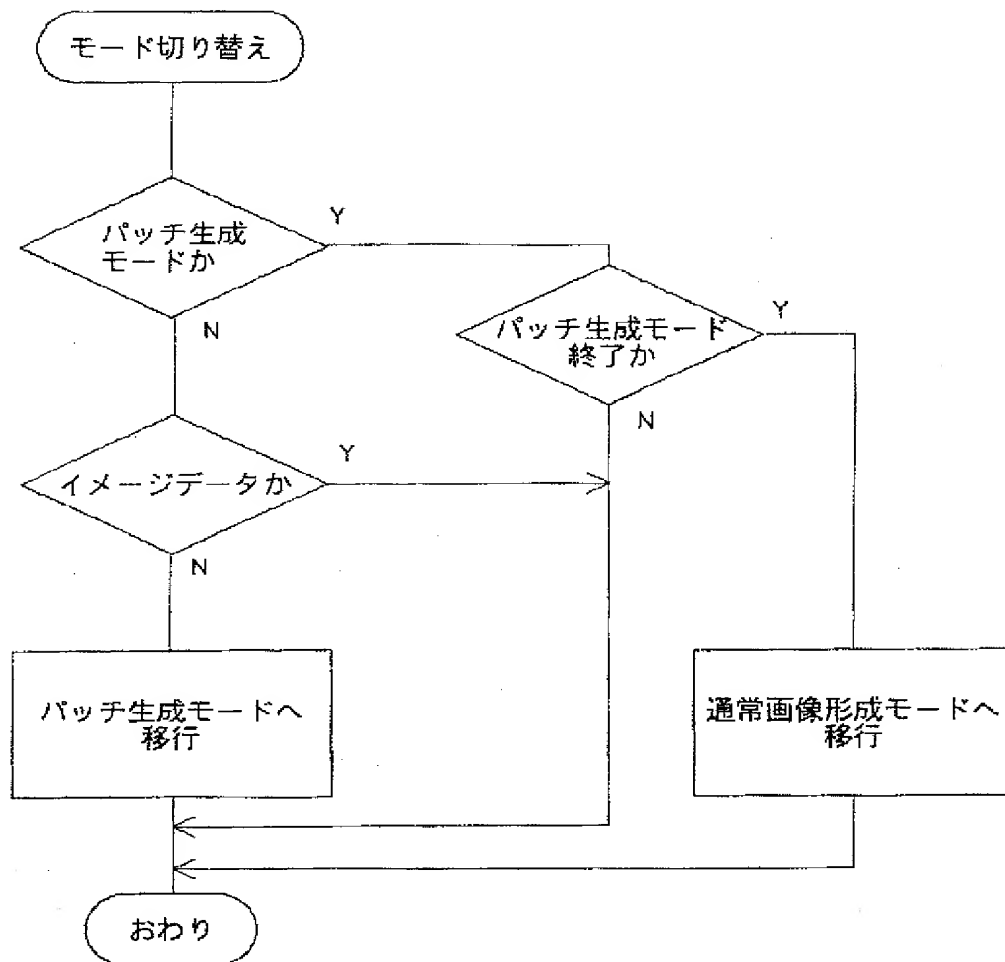 モード切り替え
Y
パッチ生成
モードか
N
Y
パッチ生成モード
終了か
N
Y
イメージデータか
N
パッチ生成モードへ
移行
通常画像形成モードへ
移行
おわり